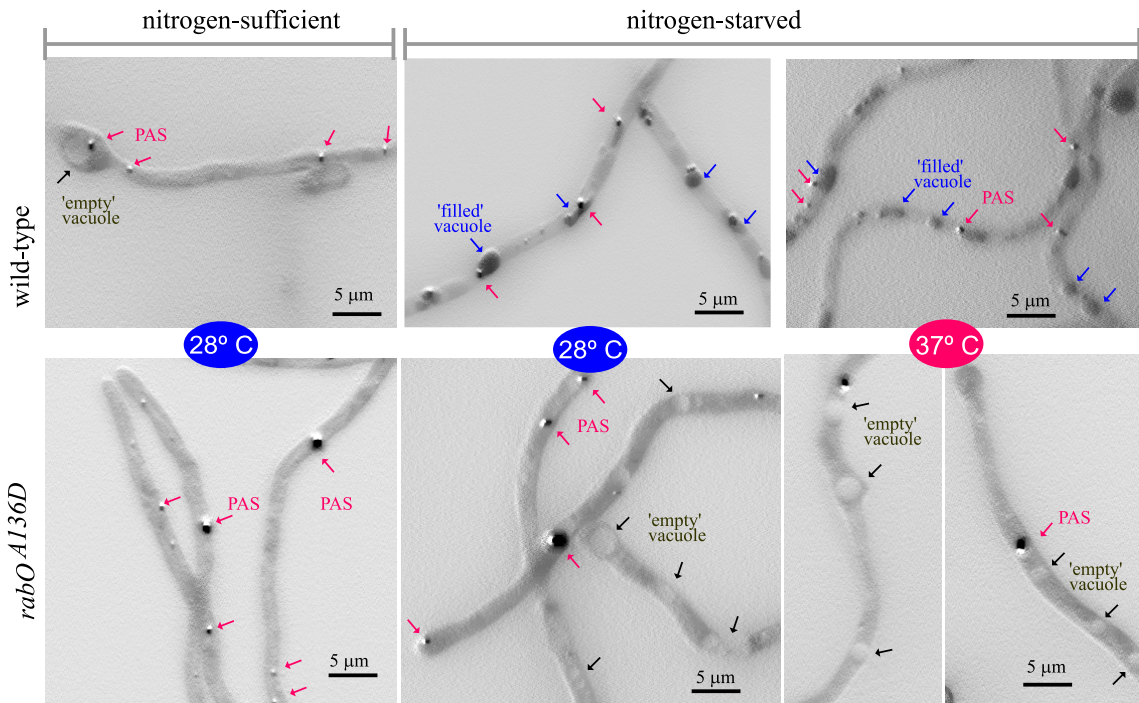 nitrogen-sufficient
nitrogen-starved
wild-type
PAS
'empty'
vacuole
5 µm
'filled'
vacuole
5 µm
'filled'
vacuole
PAS
5 µm
28º C
28º C
37º C
rabO A136D
PAS
PAS
5 µm
PAS
'empty'
vacuole
5 µm
'empty'
vacuole
PAS
'empty'
vacuole
5 µm